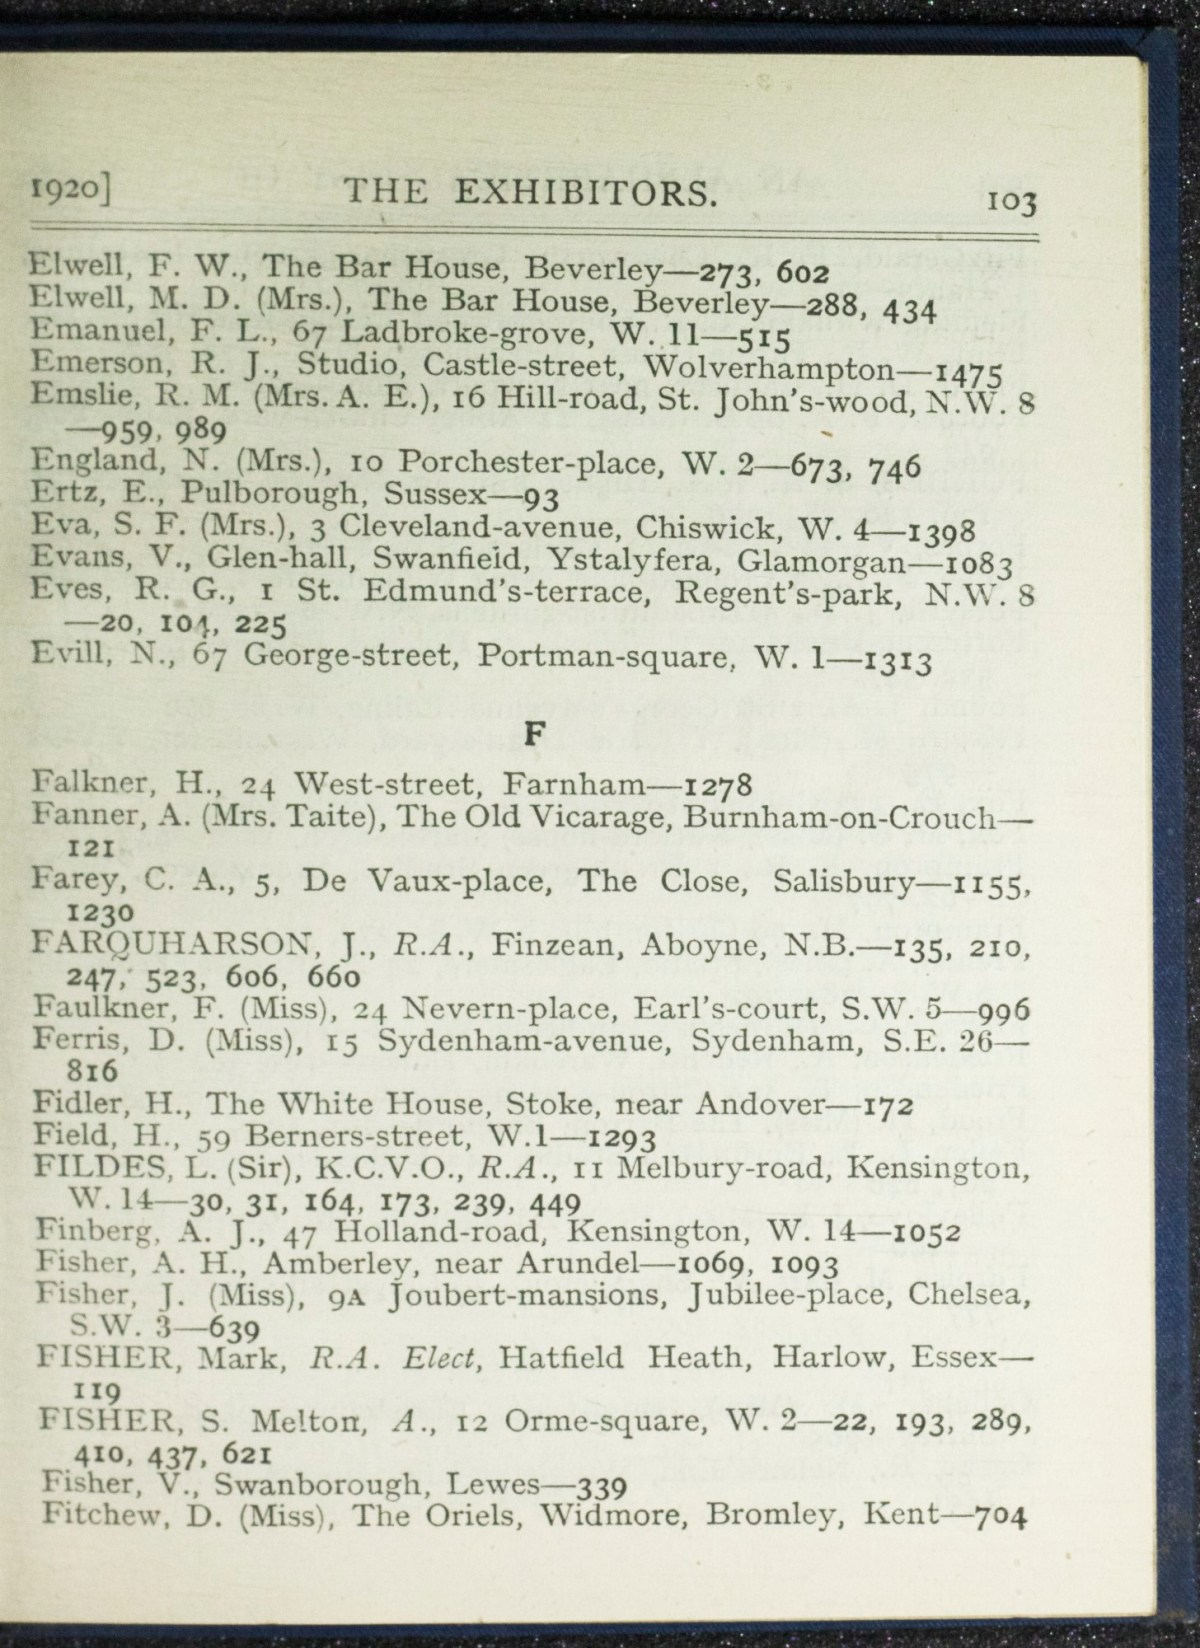 1920] THE EXHIBITORS. 103
Elwell, F. W., The Bar House, Beverley—273, 602
Elwell, M. D. (Mrs.), The Bar House, Beverley—288, 434
Emanuel, F. L., 67 Ladbroke-grove, W. 11—515
Emerson, R. J., Studio, Castle-street, Wolverhampton—1475
Emslie, R. M. (Mrs. A. E.), 16 Hill-road, St. John's-wood, N.W. 8
—959, 989
England, N. (Mrs.), 10 Porchester-place, W. 2—673, 746
Ertz, E., Pulborough, Sussex—93
Eva, S. F. (Mrs.), 3 Cleveland-avenue, Chiswick, W. 4—1398
Evans, V., Glen-hall, Swanfield, Ystalyfera, Glamorgan—1083
Eves, R. G., 1 St. Edmund's-terrace, Regent's-park, N.W. 8
—20, 104, 225
Evill, N., 67 George-street, Portman-square, W. 1—1313
F
Falkner, H., 24 West-street, Farnham—1278
Fanner, A. (Mrs. Taite), The Old Vicarage, Burnham-on-Crouch—
121
Farey, C. A., 5, De Vaux-place, The Close, Salisbury—1155,
1230
FARQUHARSON, J., R.A., Finzean, Aboyne, N.B.—135, 210,
247, 523, 606, 660
Faulkner, F. (Miss), 24 Nevern-place, Earl's-court, S.W. 5—996
Ferris, D. (Miss), 15 Sydenham-avenue, Sydenham, S.E. 26—
816
Fidler, H., The White House, Stoke, near Andover—172
Field, H., 59 Berners-street, W.1—1293
FILDES, L. (Sir), K.C.V.O., R.A., 11 Melbury-road, Kensington,
W. 14—30, 31, 164, 173, 239, 449
Finberg, A. J., 47 Holland-road, Kensington, W. 14—1052
Fisher, A. H., Amberley, near Arundel—1069, 1093
Fisher, J. (Miss), 9A Joubert-mansions, Jubilee-place, Chelsea,
S.W. 3—639
FISHER, Mark, R.A. Elect, Hatfield Heath, Harlow, Essex—
119
FISHER, S. Melton, A., 12 Orme-square, W. 2—22, 193, 289,
410, 437, 621
Fisher, V., Swanborough, Lewes—339
Fitchew, D. (Miss), The Oriels, Widmore, Bromley, Kent—704